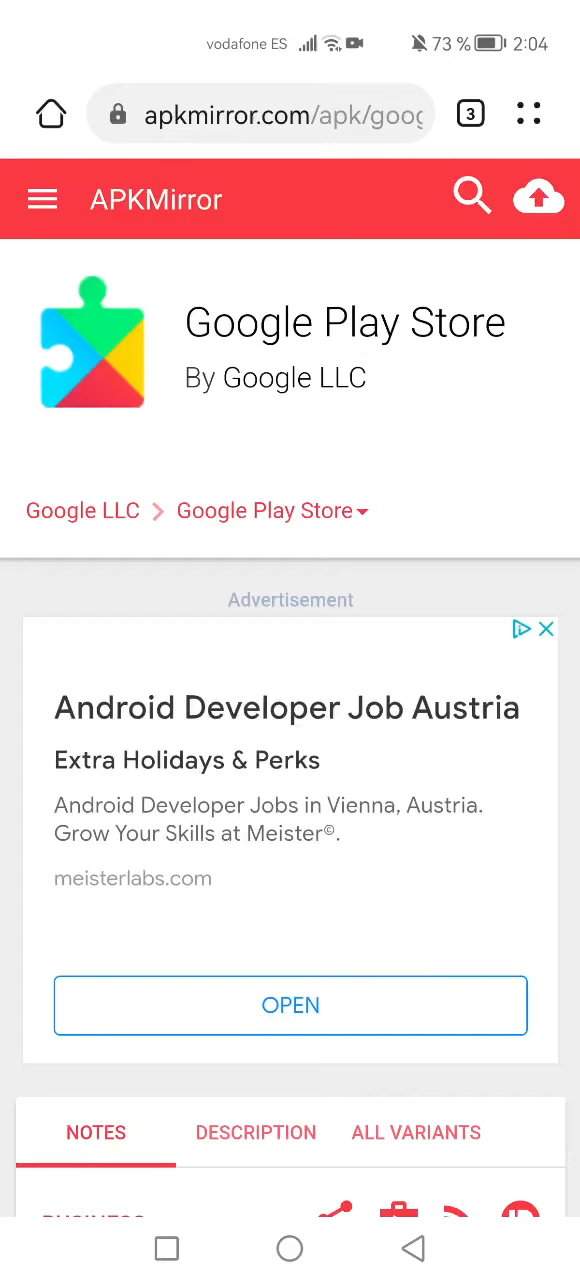 vodafone ES 73 % 2:04
apkmirror.com/apk/goog
3
APKMirror
Google Play Store
By Google LLC
Google LLC Google Play Store
Advertisement
Android Developer Job Austria
Extra Holidays & Perks
Android Developer Jobs in Vienna, Austria.
Grow Your Skills at Meister©.
meisterlabs.com
OPEN
NOTES DESCRIPTION ALL VARIANTS